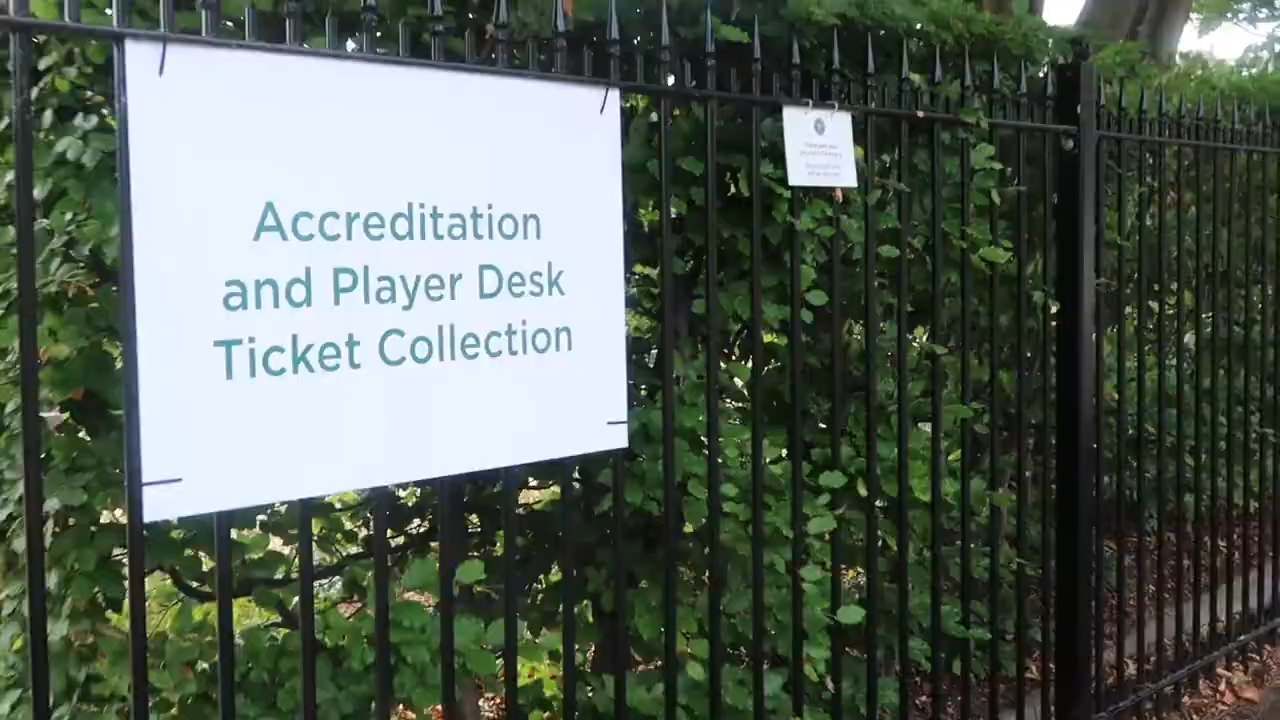 Accreditation
and Player Desk
Ticket Collection